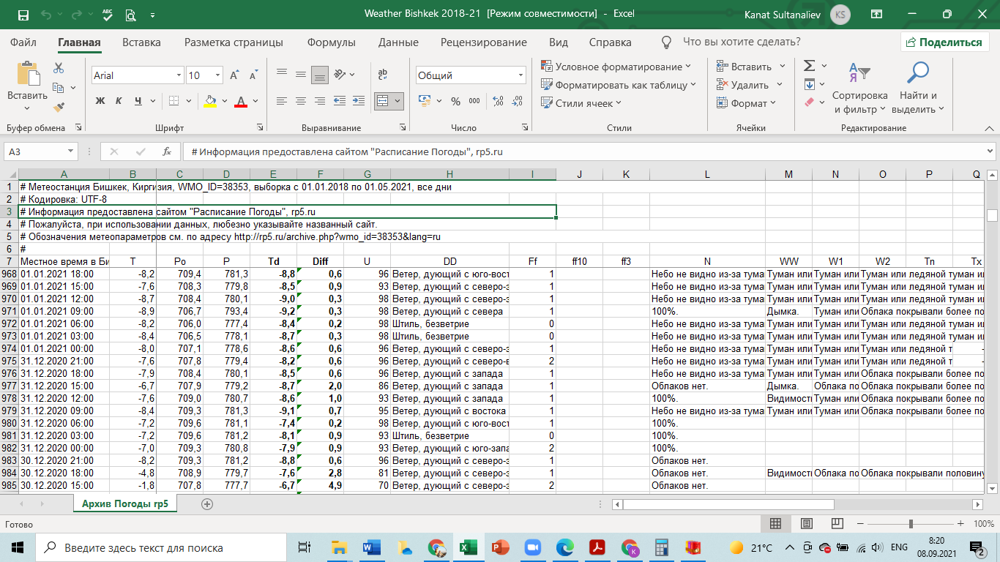 Weather Bishkek 2018-21 [Режим совместимости] - Excel
Kanat Sultanaliev KS
Файл Главная Вставка Разметка страницы Формулы Данные Рецензирование Вид Справка Что вы хотите сделать? Поделиться
Вставить
Буфер обмена
Arial 10
Ж К Ч
Шрифт
Выравнивание
Общий
% 000
Число
Условное форматирование
Форматировать как таблицу
Стили ячеек
Стили
Вставить
Удалить
Формат
Ячейки
Сортировка и фильтр
Найти и выделить
Редактирование
A3 fx # Информация предоставлена сайтом "Расписание Погоды", rp5.ru
A B C D E F G H I J K L M N O P Q
1 # Метеостанция Бишкек, Киргизия, WMO_ID=38353, выборка с 01.01.2018 по 01.05.2021, все дни
2 # Кодировка: UTF-8
3 # Информация предоставлена сайтом "Расписание Погоды", rp5.ru
4 # Пожалуйста, при использовании данных, любезно указывайте названный сайт.
5 # Обозначения метеопараметров см. по адресу http://rp5.ru/archive.php?wmo_id=38353&lang=ru
6 #
7 Местное время в Би T Po P Td Diff U DD Ff ff10 ff3 N WW W1 W2 Tn Tx
968 01.01.2021 18:00 -8,2 709,4 781,3 -8,8 0,6 96 Ветер, дующий с юго-вост 1 Небо не видно из-за тума Туман или Туман или Туман или ледяной туман и
969 01.01.2021 15:00 -7,6 708,3 779,8 -8,5 0,9 93 Ветер, дующий с северо-з 1 Небо не видно из-за тума Туман или Туман или Туман или ледяной туман и
970 01.01.2021 12:00 -8,7 708,4 780,1 -9,0 0,3 98 Ветер, дующий с северо-з 1 Небо не видно из-за тума Туман или Туман или Туман или ледяной туман и
971 01.01.2021 09:00 -8,9 706,7 793,4 -9,2 0,3 98 Ветер, дующий с севера 1 100%. Дымка. Туман или Облака покрывали более по
972 01.01.2021 06:00 -8,2 706,0 777,4 -8,4 0,2 98 Штиль, безветрие 0 Небо не видно из-за тума Туман или Туман или Туман или ледяной туман и
973 01.01.2021 03:00 -8,4 706,5 778,1 -8,7 0,3 98 Штиль, безветрие 0 Небо не видно из-за тума Туман или Туман или Туман или ледяной туман и
974 01.01.2021 00:00 -8,0 707,1 778,6 -8,6 0,6 96 Ветер, дующий с северо-з 1 Небо не видно из-за тума Туман или Туман или Туман или ледяной т -
975 31.12.2020 21:00 -7,6 707,8 779,4 -8,2 0,6 96 Ветер, дующий с северо-в 2 Небо не видно из-за тума Туман или Туман или Туман или ледяной т -
976 31.12.2020 18:00 -7,9 708,4 780,1 -8,5 0,6 96 Ветер, дующий с запада 1 Небо не видно из-за тума Туман или Туман или Облака покрывали более по
977 31.12.2020 15:00 -6,7 707,9 779,2 -8,7 2,0 86 Ветер, дующий с запада 1 Облаков нет. Дымка. Облака по Облака покрывали более по
978 31.12.2020 12:00 -7,6 709,0 780,7 -8,6 1,0 93 Ветер, дующий с запада 1 100%. Видимость Туман или Облака покрывали более по
979 31.12.2020 09:00 -8,4 709,3 781,3 -9,1 0,7 95 Ветер, дующий с востока 1 Небо не видно из-за тума Туман или Туман или Облака покрывали более по
980 31.12.2020 06:00 -7,2 709,6 781,1 -7,4 0,2 98 Ветер, дующий с юго-вост 1 100%.
981 31.12.2020 03:00 -7,2 709,6 781,2 -8,1 0,9 93 Штиль, безветрие 0 100%.
982 31.12.2020 00:00 -7,0 709,3 780,8 -7,9 0,9 93 Ветер, дующий с юго-запа 2 100%.
983 30.12.2020 21:00 -8,2 709,3 781,2 -8,8 0,6 96 Ветер, дующий с северо-з 1 Облаков нет.
984 30.12.2020 18:00 -4,8 708,9 779,7 -7,6 2,8 81 Ветер, дующий с северо-з 1 Облаков нет. Видимость Облака по Облака покрывали половину
985 30.12.2020 15:00 -1,8 707,8 777,7 -6,7 4,9 70 Ветер, дующий с северо-з 2 Облаков нет.
Архив Погоды rp5
Готово 100%
Введите здесь текст для поиска 21°C ENG 8:20
08.09.2021 2